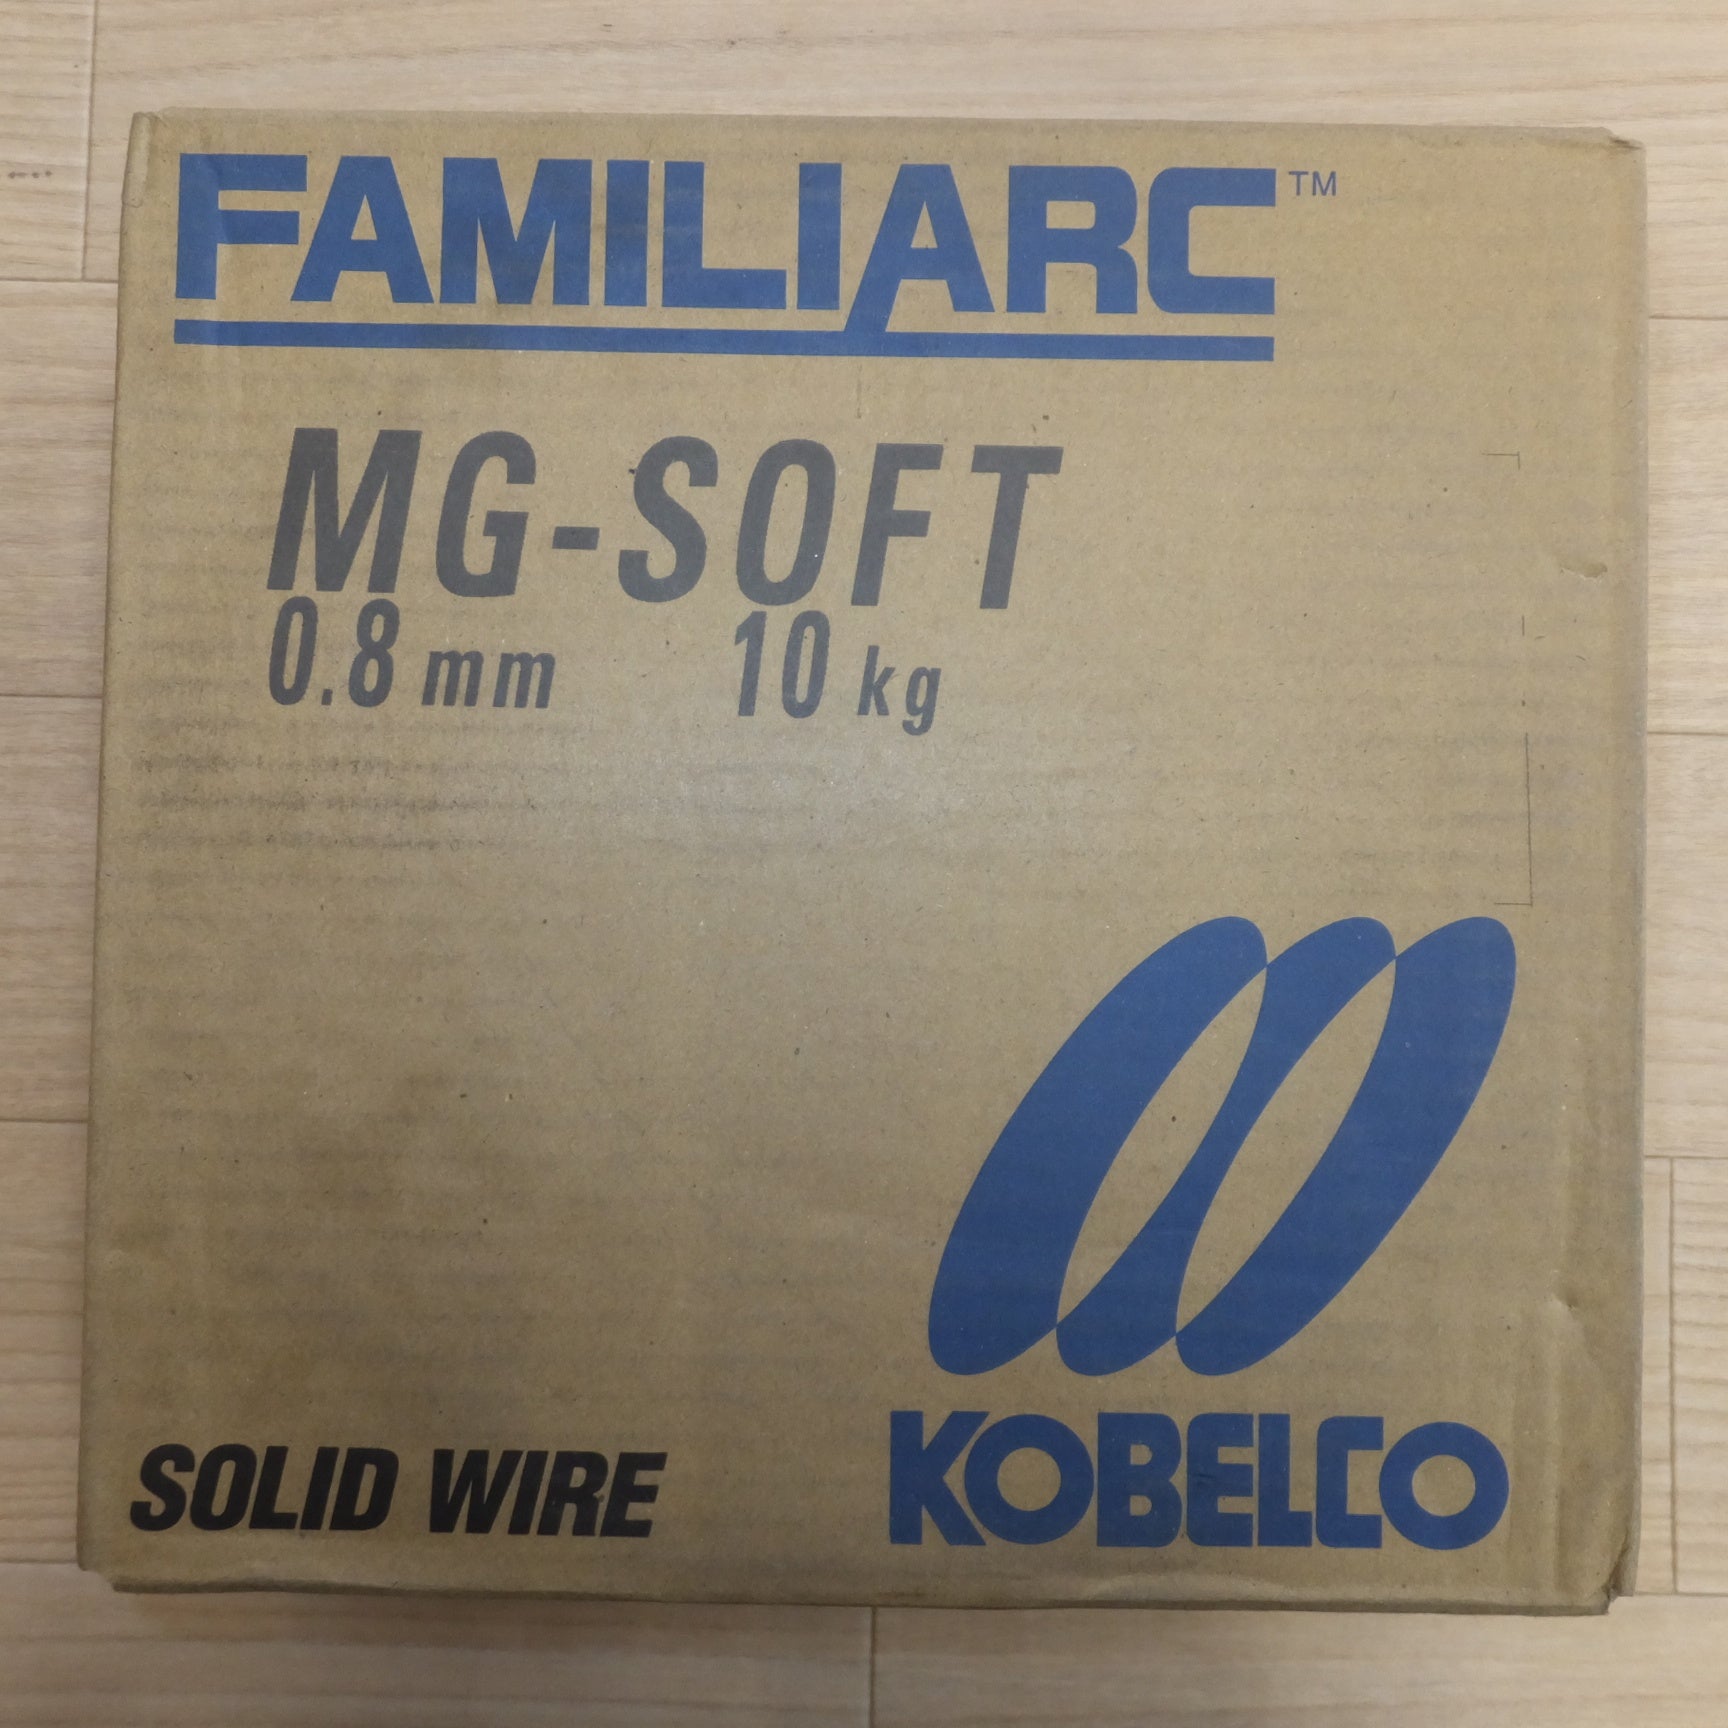 FAMILIARC™
MG-SOFT
0.8 mm 10 kg
SOLID WIRE
KOBELCO